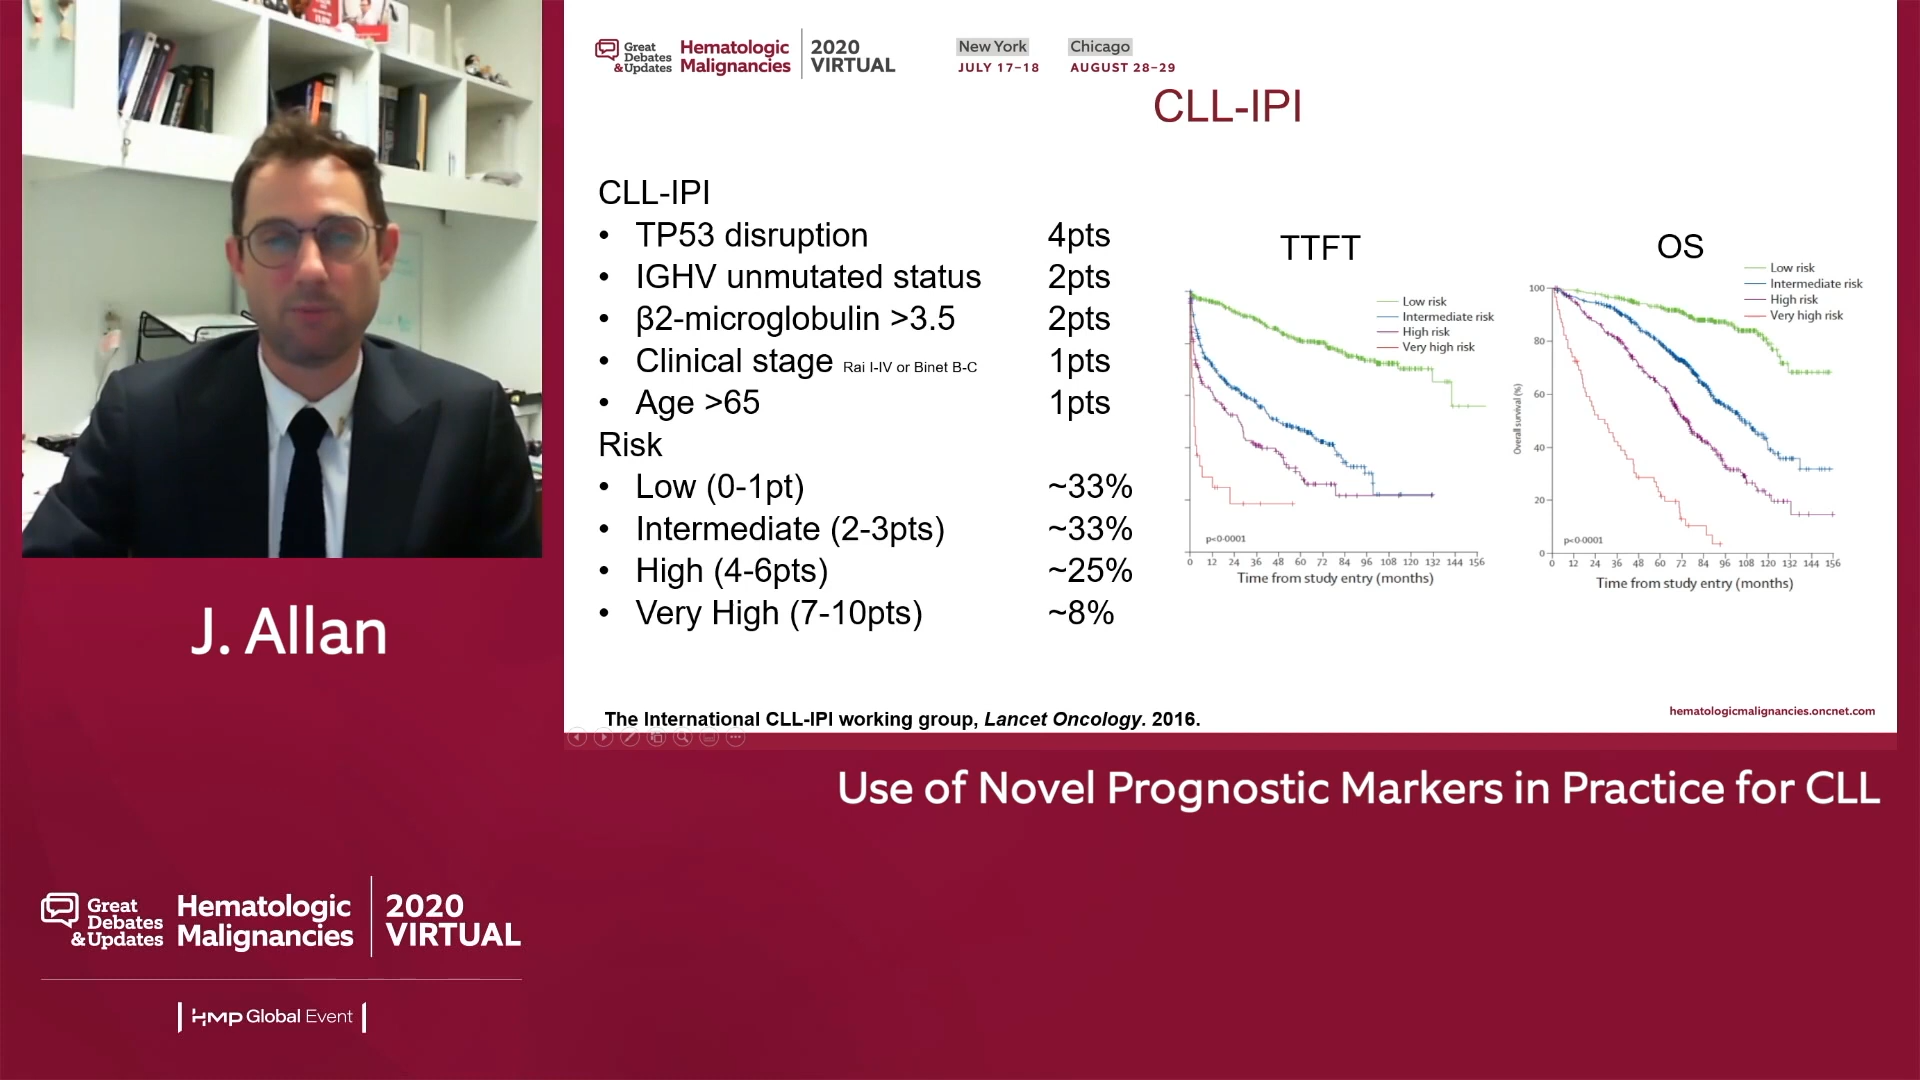 Great Debates & Updates
Hematologic Malignancies
2020 VIRTUAL
New York
JULY 17–18
Chicago
AUGUST 28–29
CLL-IPI
CLL-IPI
• TP53 disruption 4pts
• IGHV unmutated status 2pts
• β2-microglobulin >3.5 2pts
• Clinical stage Rai I-IV or Binet B-C 1pts
• Age >65 1pts
Risk
• Low (0-1pt) ~33%
• Intermediate (2-3pts) ~33%
• High (4-6pts) ~25%
• Very High (7-10pts) ~8%
TTFT
Low risk
Intermediate risk
High risk
Very high risk
p<0·0001
0 12 24 36 48 60 72 84 96 108 120 132 144 156
Time from study entry (months)
OS
Low risk
Intermediate risk
High risk
Very high risk
100
80
60
40
20
0
Overall survival (%)
p<0·0001
0 12 24 36 48 60 72 84 96 108 120 132 144 156
Time from study entry (months)
The International CLL-IPI working group, Lancet Oncology. 2016.
hematologicmalignancies.oncnet.com
J. Allan
Use of Novel Prognostic Markers in Practice for CLL
Great Debates & Updates
Hematologic Malignancies
2020 VIRTUAL
HMP Global Event